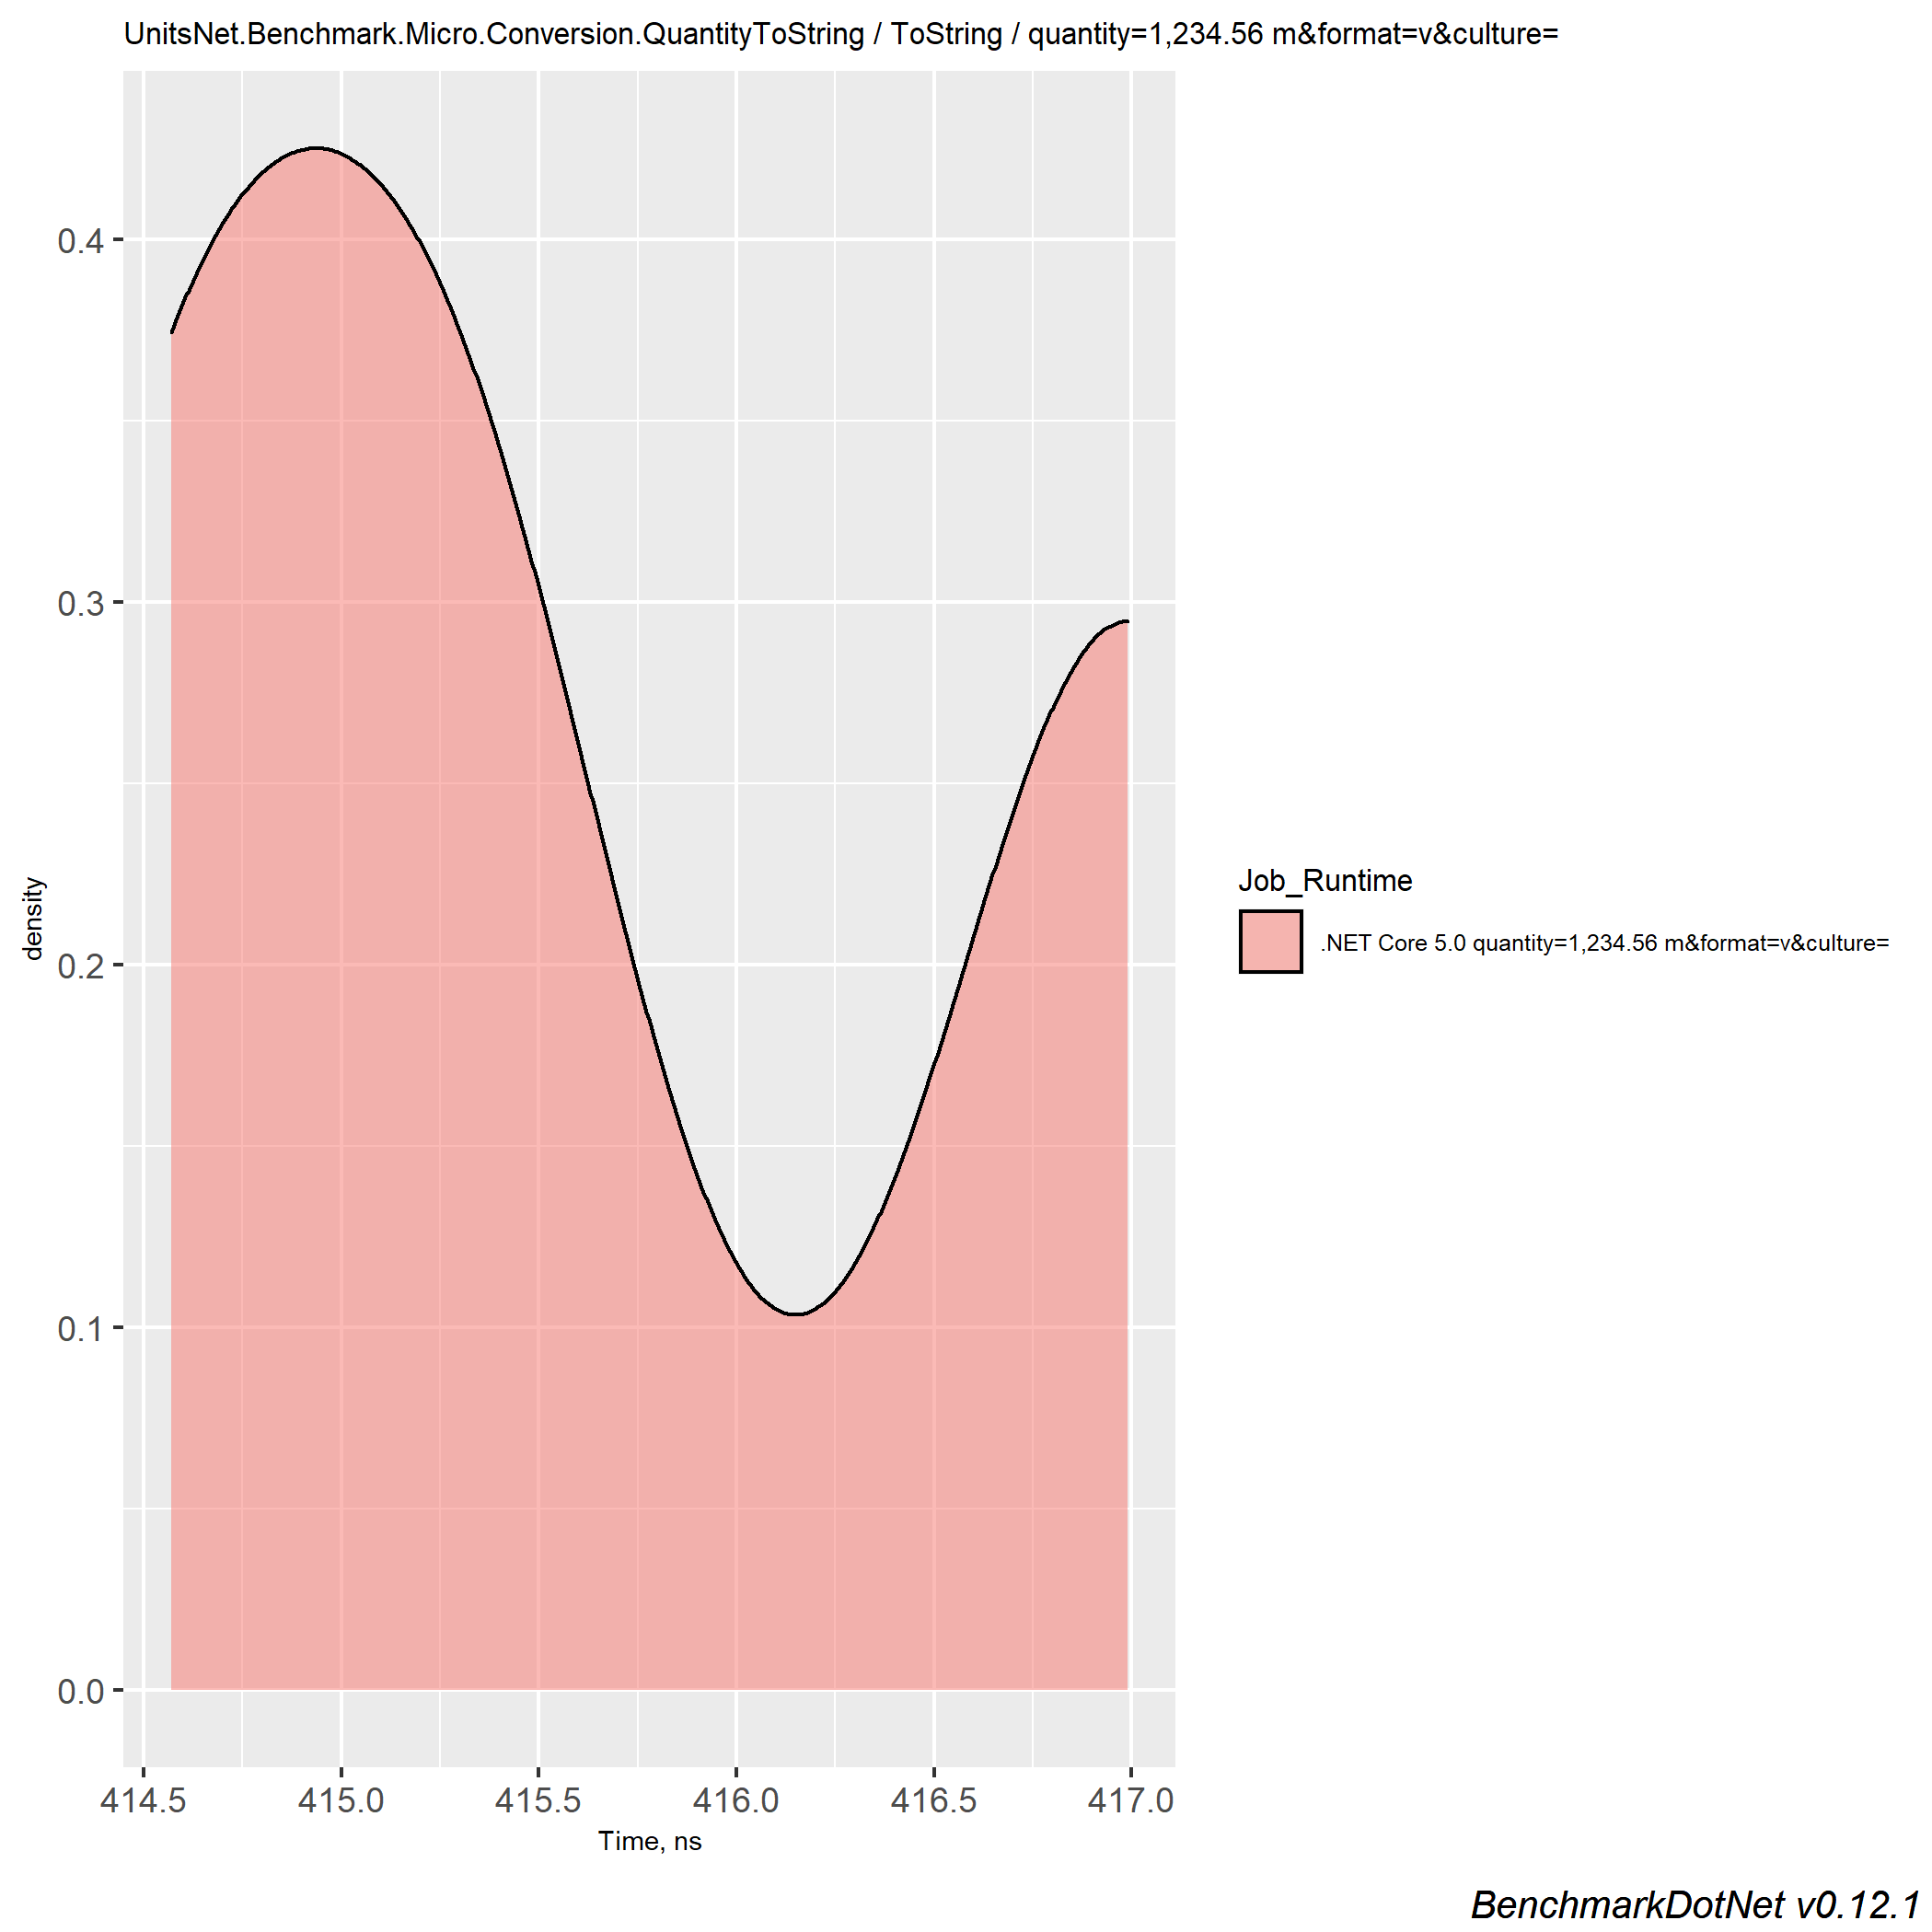 UnitsNet.Benchmark.Micro.Conversion.QuantityToString / ToString / quantity=1,234.56 m&format=v&culture=
0.4
0.3
0.2
0.1
0.0
density
414.5 415.0 415.5 416.0 416.5 417.0
Time, ns
Job_Runtime
.NET Core 5.0 quantity=1,234.56 m&format=v&culture=
BenchmarkDotNet v0.12.1